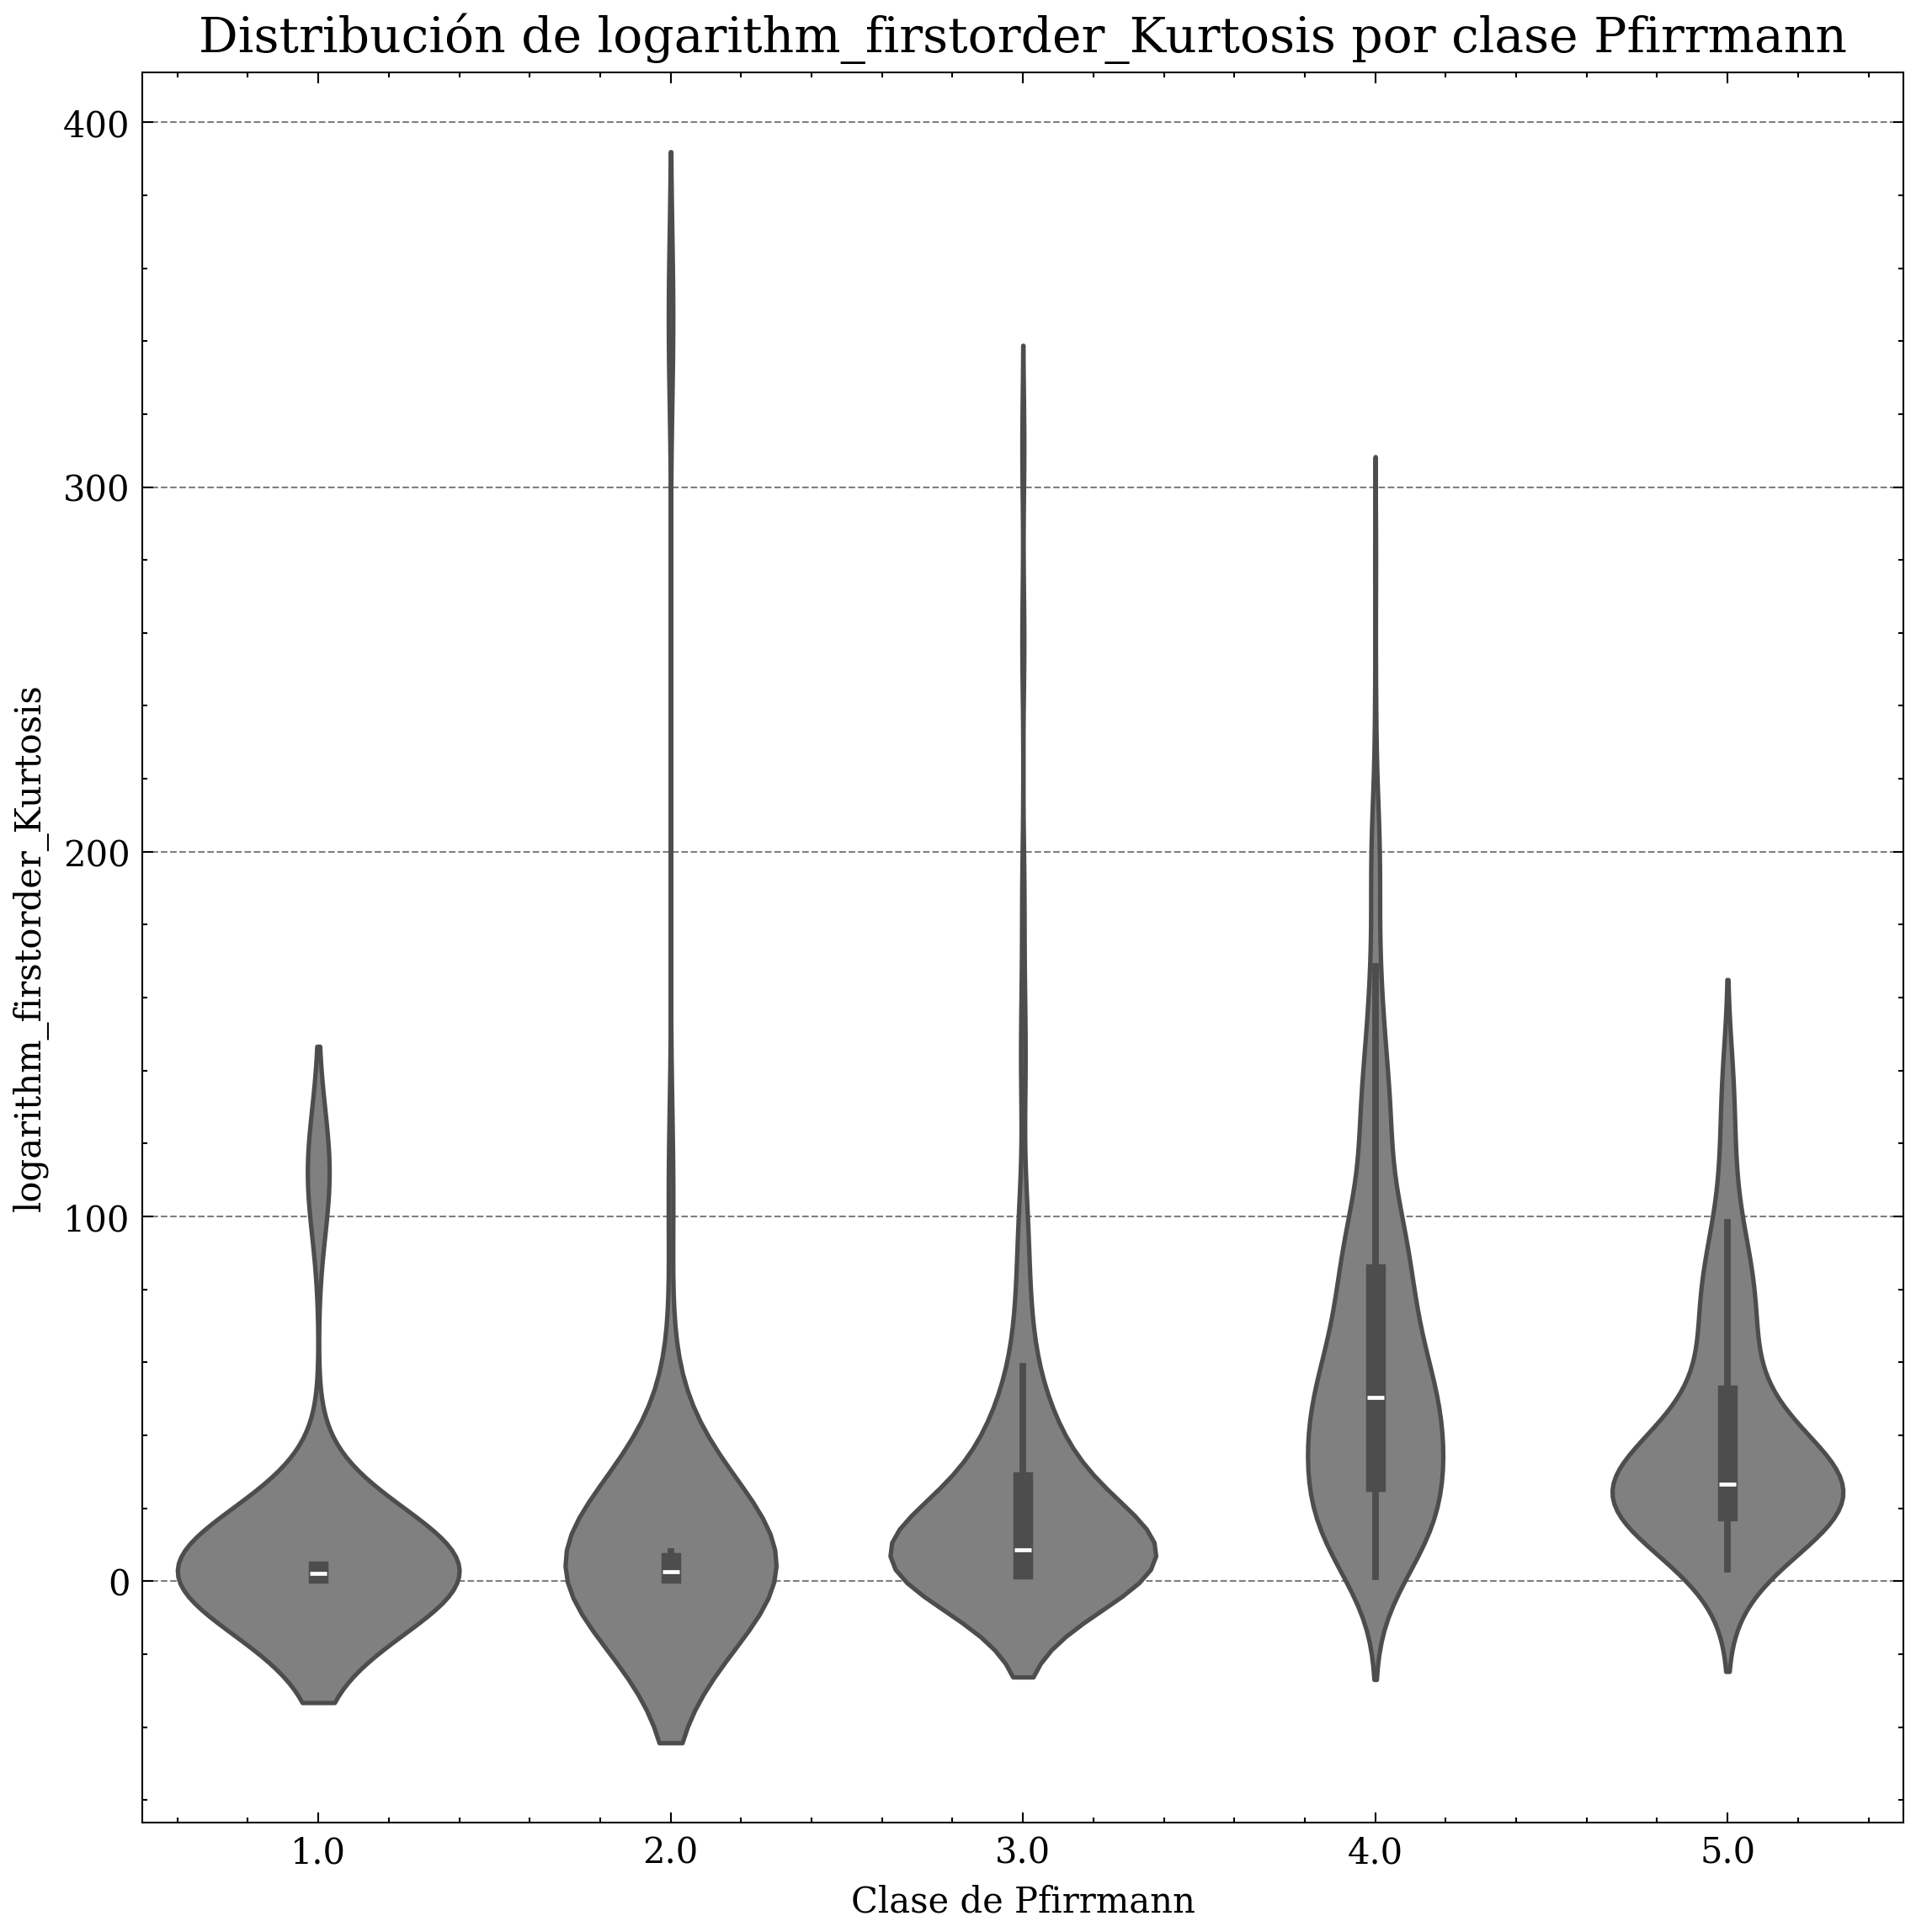 Distribución de logarithm_firstorder_Kurtosis por clase Pfirrmann
logarithm_firstorder_Kurtosis
400
300
200
100
0
1.0 2.0 3.0 4.0 5.0
Clase de Pfirrmann